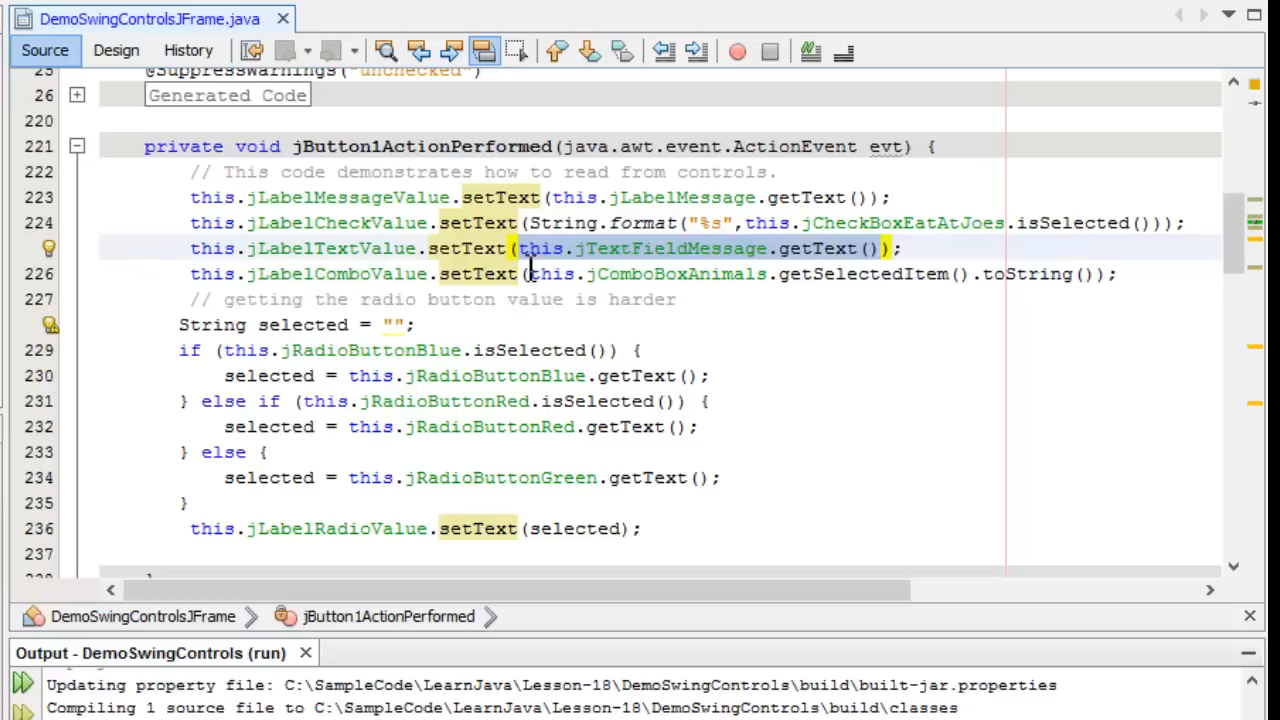 DemoSwingControlsJFrame.java
Source Design History
25 @SuppressWarnings("unchecked")
26 Generated Code
220
221 private void jButton1ActionPerformed(java.awt.event.ActionEvent evt) {
222 // This code demonstrates how to read from controls.
223 this.jLabelMessageValue.setText(this.jLabelMessage.getText());
224 this.jLabelCheckValue.setText(String.format("%s",this.jCheckBoxEatAtJoes.isSelected()));
this.jLabelTextValue.setText(this.jTextFieldMessage.getText());
226 this.jLabelComboValue.setText(this.jComboBoxAnimals.getSelectedItem().toString());
227 // getting the radio button value is harder
String selected = "";
229 if (this.jRadioButtonBlue.isSelected()) {
230 selected = this.jRadioButtonBlue.getText();
231 } else if (this.jRadioButtonRed.isSelected()) {
232 selected = this.jRadioButtonRed.getText();
233 } else {
234 selected = this.jRadioButtonGreen.getText();
235 }
236 this.jLabelRadioValue.setText(selected);
237
238 }
DemoSwingControlsJFrame jButton1ActionPerformed
Output - DemoSwingControls (run)
Updating property file: C:\SampleCode\LearnJava\Lesson-18\DemoSwingControls\build\built-jar.properties
Compiling 1 source file to C:\SampleCode\LearnJava\Lesson-18\DemoSwingControls\build\classes